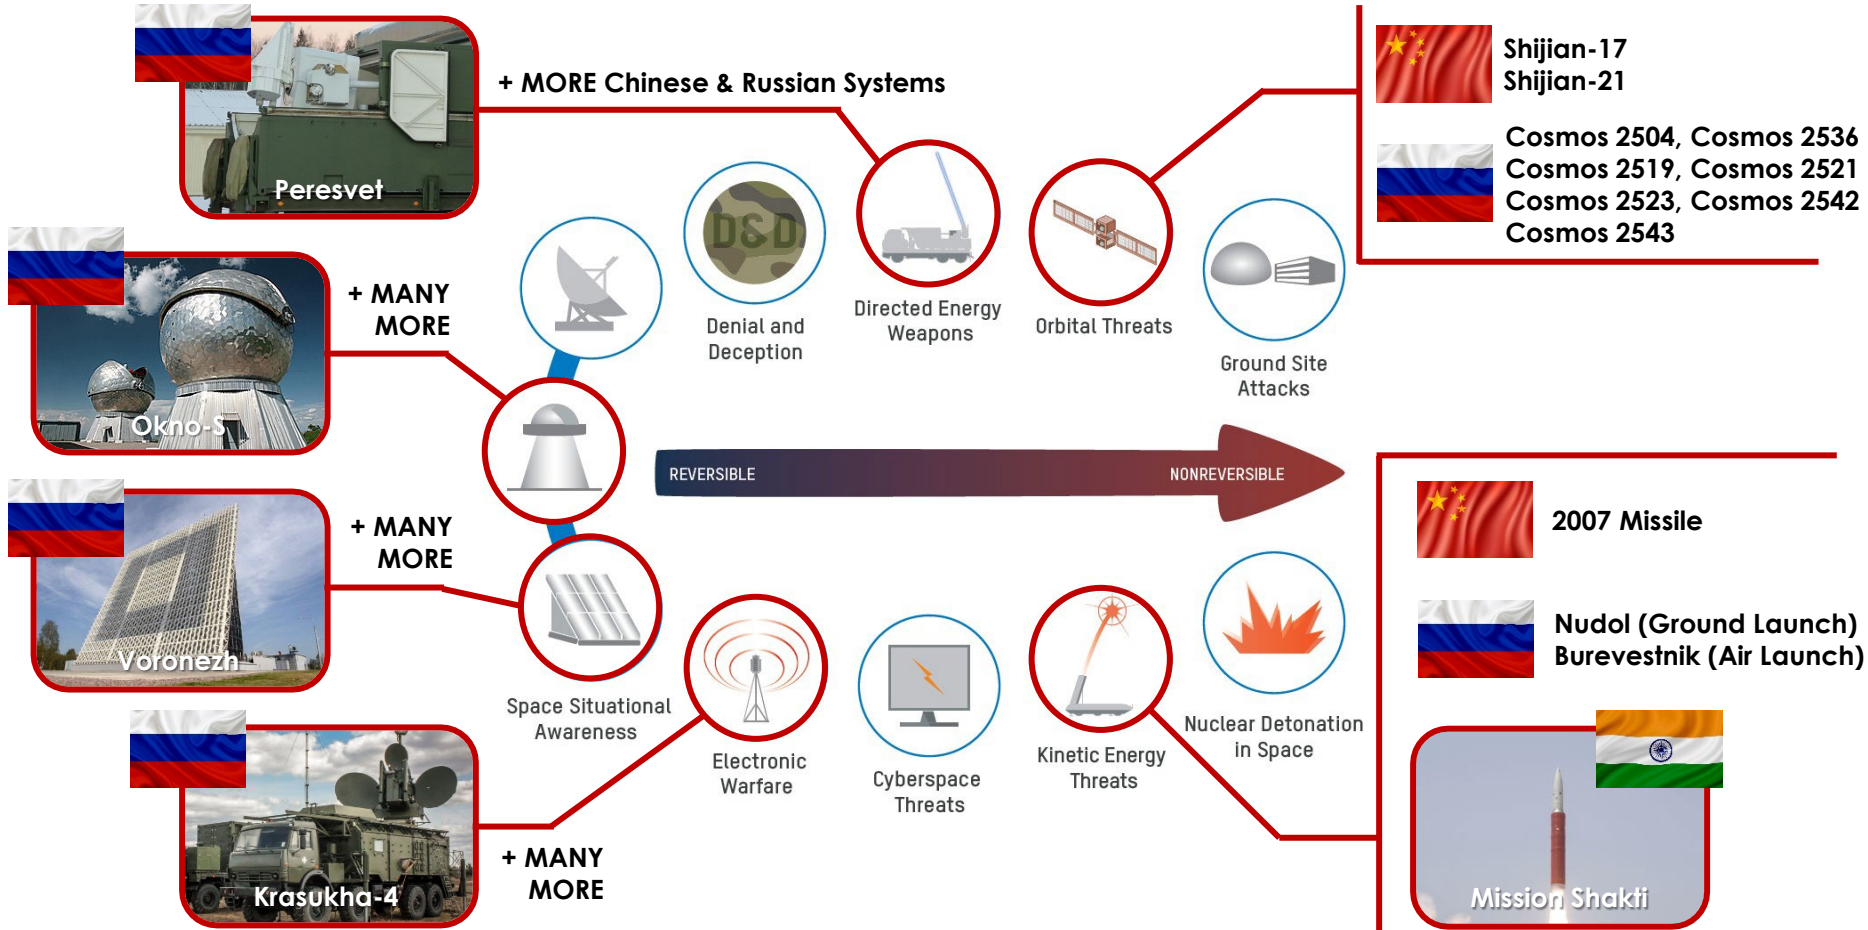 + MORE Chinese & Russian Systems
Peresvet
Shijian-17
Shijian-21
Cosmos 2504, Cosmos 2536
Cosmos 2519, Cosmos 2521
Cosmos 2523, Cosmos 2542
Cosmos 2543
D&D
Denial and
Deception
Directed Energy
Weapons
Orbital Threats
Ground Site
Attacks
+ MANY
MORE
Okno-S
REVERSIBLE
NONREVERSIBLE
+ MANY
MORE
Voronezh
Space Situational
Awareness
Electronic
Warfare
Cyberspace
Threats
Kinetic Energy
Threats
Nuclear Detonation
in Space
2007 Missile
Nudol (Ground Launch)
Burevestnik (Air Launch)
+ MANY
MORE
Krasukha-4
Mission Shakti